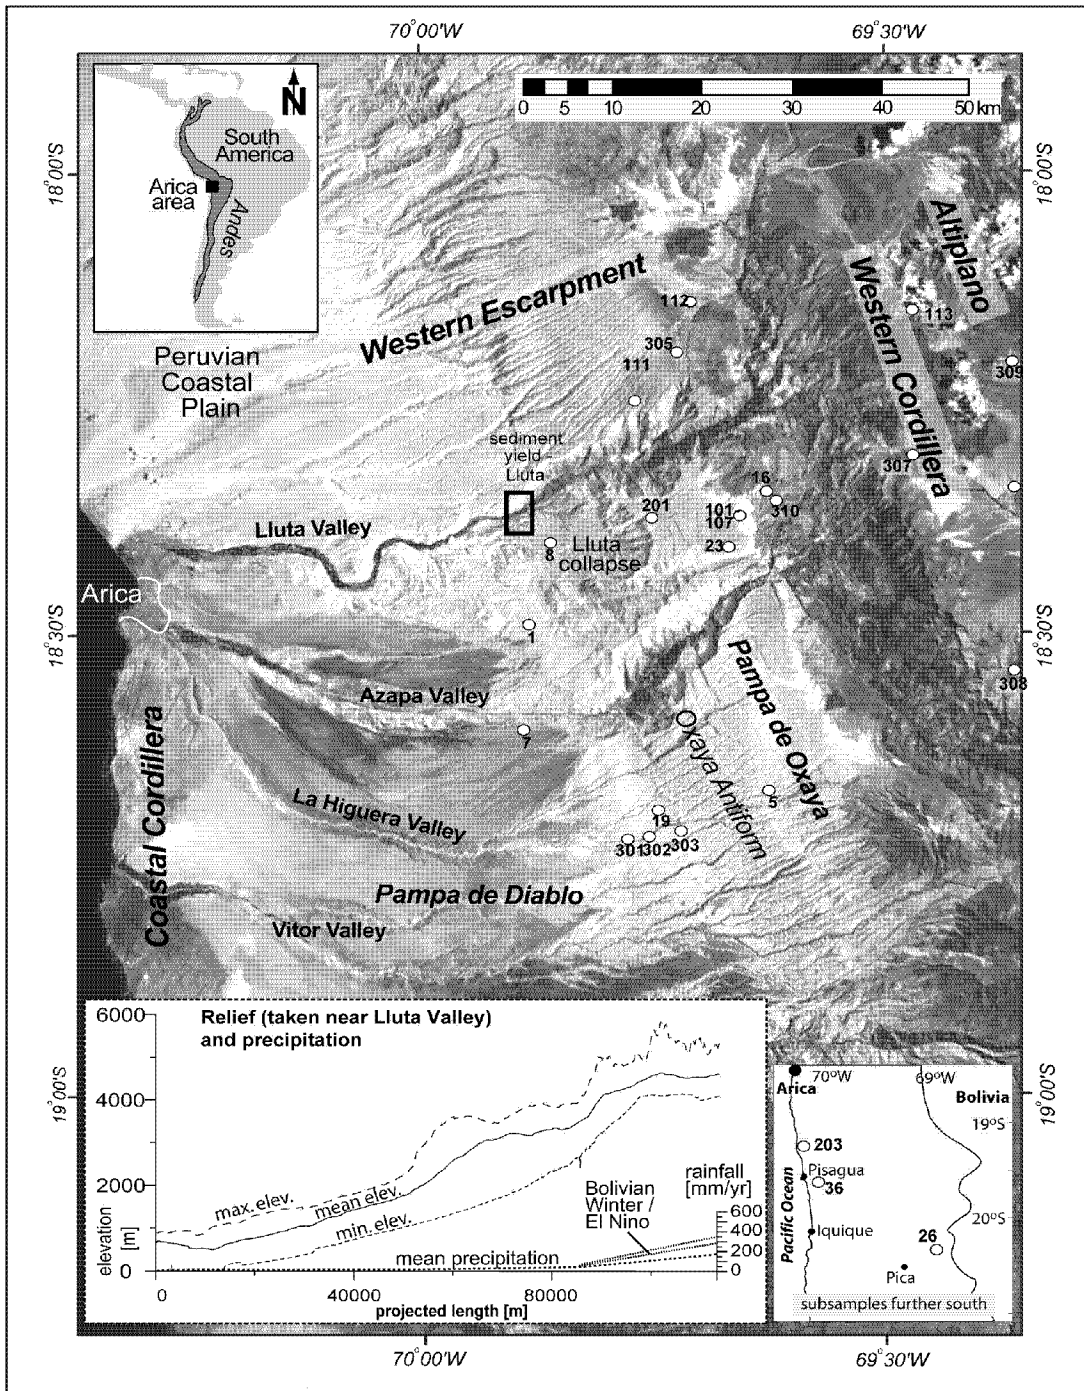 70°00'W
69°30'W
N
South
America
Arica
area
Andes
0 5 10 20 30 40 50 km
18°00'S
18°00'S
Altiplano
Western Escarpment
Western Cordillera
112
113
305
111
309
Peruvian
Coastal
Plain
sediment
yield -
Lluta
307
16
310
201
101
107
23
Lluta Valley
8
Lluta
collapse
Arica
1
18°30'S
18°30'S
Azapa Valley
308
Pampa de Oxaya
Oxaya Antiform
7
Coastal Cordillera
La Higuera Valley
5
19
301
302
303
Pampa de Diablo
Vitor Valley
Relief (taken near Lluta Valley)
and precipitation
6000
4000
2000
0
elevation
[m]
max. elev.
mean elev.
min. elev.
mean precipitation
Bolivian
Winter /
El Nino
rainfall
[mm/yr]
600
400
200
0
0 40000 80000
projected length [m]
19°00'S
19°00'S
Arica
70°W
69°W
Bolivia
19°S
203
Pisagua
36
Pacific Ocean
20°S
Iquique
26
Pica
subsamples further south
70°00'W
69°30'W